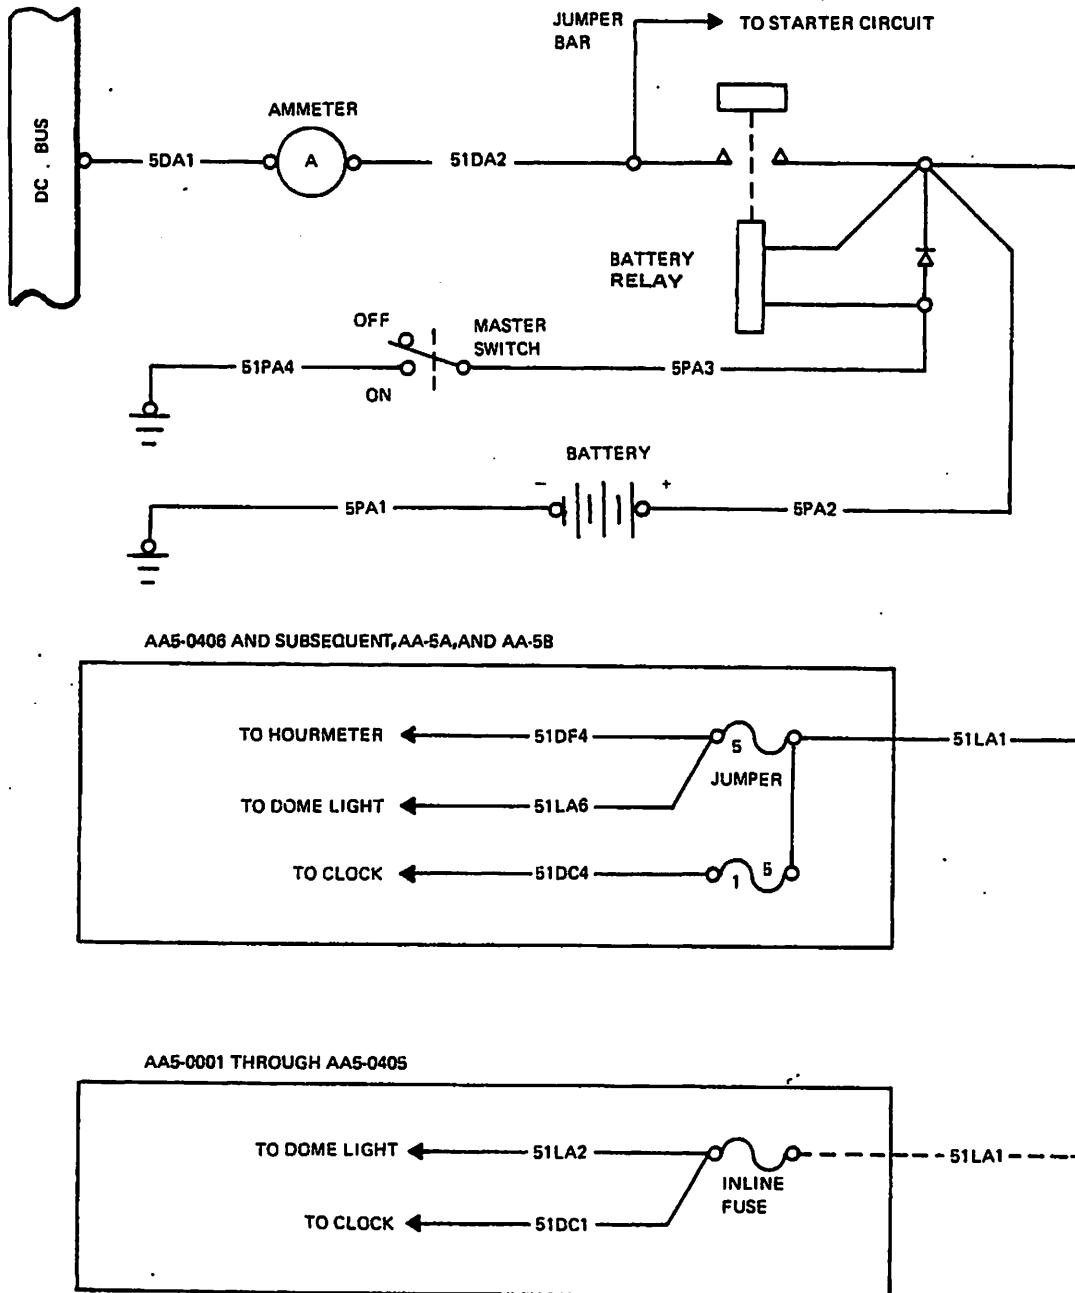 JUMPER
BAR
TO STARTER CIRCUIT
AMMETER
DC BUS
5DA1
A
51DA2
BATTERY
RELAY
OFF
MASTER
SWITCH
51PA4
5PA3
ON
BATTERY
-
+
5PA1
5PA2
AA5-0406 AND SUBSEQUENT, AA-5A, AND AA-5B
TO HOURMETER
51DF4
5
51LA1
JUMPER
TO DOME LIGHT
51LA6
TO CLOCK
51DC4
1
5
AA5-0001 THROUGH AA5-0405
TO DOME LIGHT
51LA2
51LA1
INLINE
FUSE
TO CLOCK
51DC1